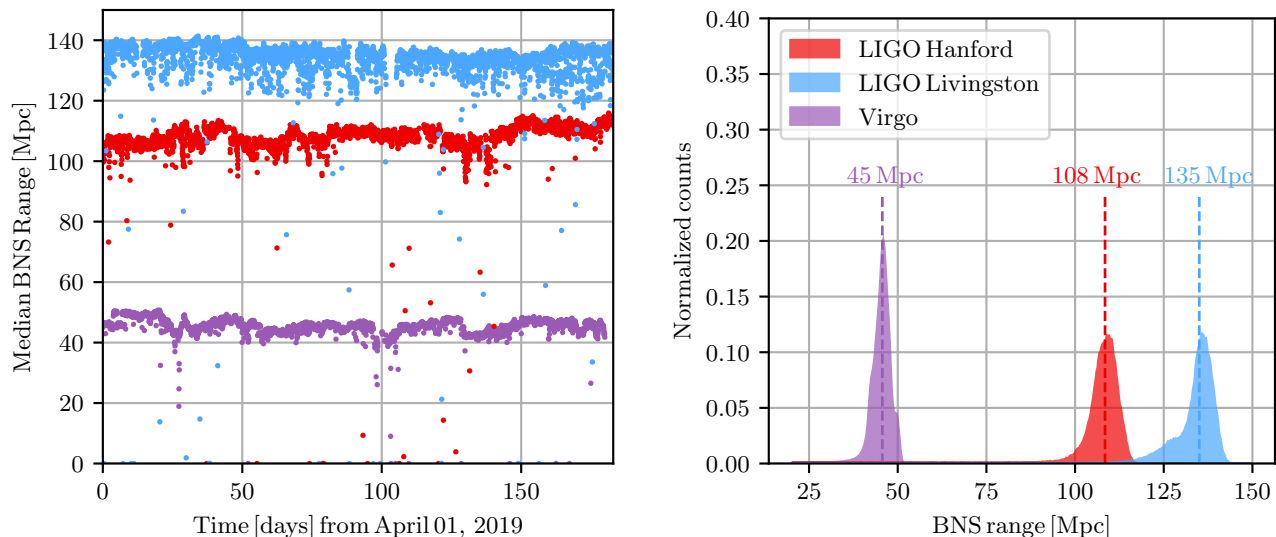 140
120
100
80
60
40
20
0
Median BNS Range [Mpc]
0
50
100
150
Time [days] from April 01, 2019
0.40
0.35
0.30
0.25
0.20
0.15
0.10
0.05
0.00
Normalized counts
LIGO Hanford
LIGO Livingston
Virgo
45 Mpc
108 Mpc
135 Mpc
25
50
75
100
125
150
BNS range [Mpc]